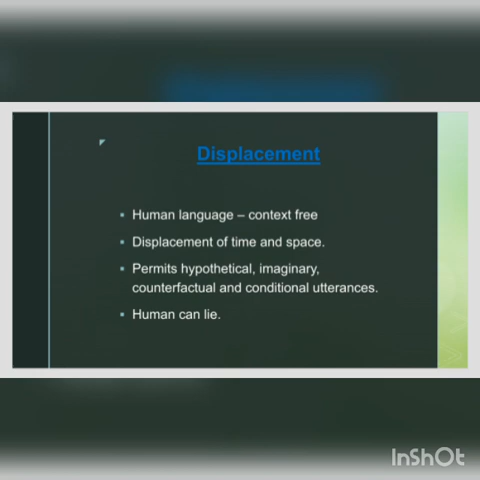 Displacement
Human language – context free
Displacement of time and space.
Permits hypothetical, imaginary,
counterfactual and conditional utterances.
Human can lie.
InShOt